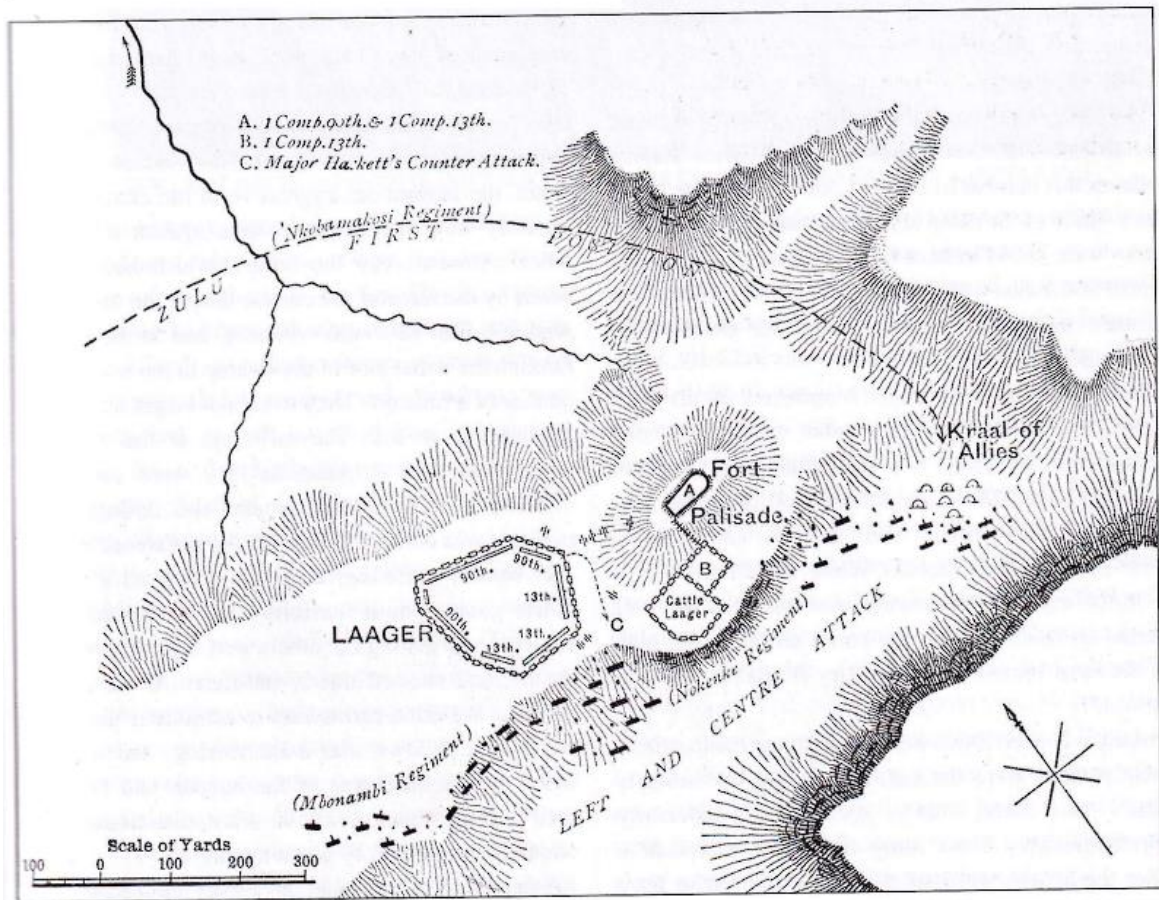 A. 1 Comp. 90th. & 1 Comp. 13th.
B. 1 Comp. 13th.
C. Major Hackett's Counter Attack.
(Nkobamakosi Regiment)
ZULU FIRST POSITION
Kraal of
Allies
Fort
A
Palisade
B
Cattle
Laager
90th.
90th.
13th.
90th.
13th.
LAAGER
C
(Nokenke Regiment)
(Mbonambi Regiment)
LEFT AND CENTRE ATTACK
Scale of Yards
100 0 100 200 300